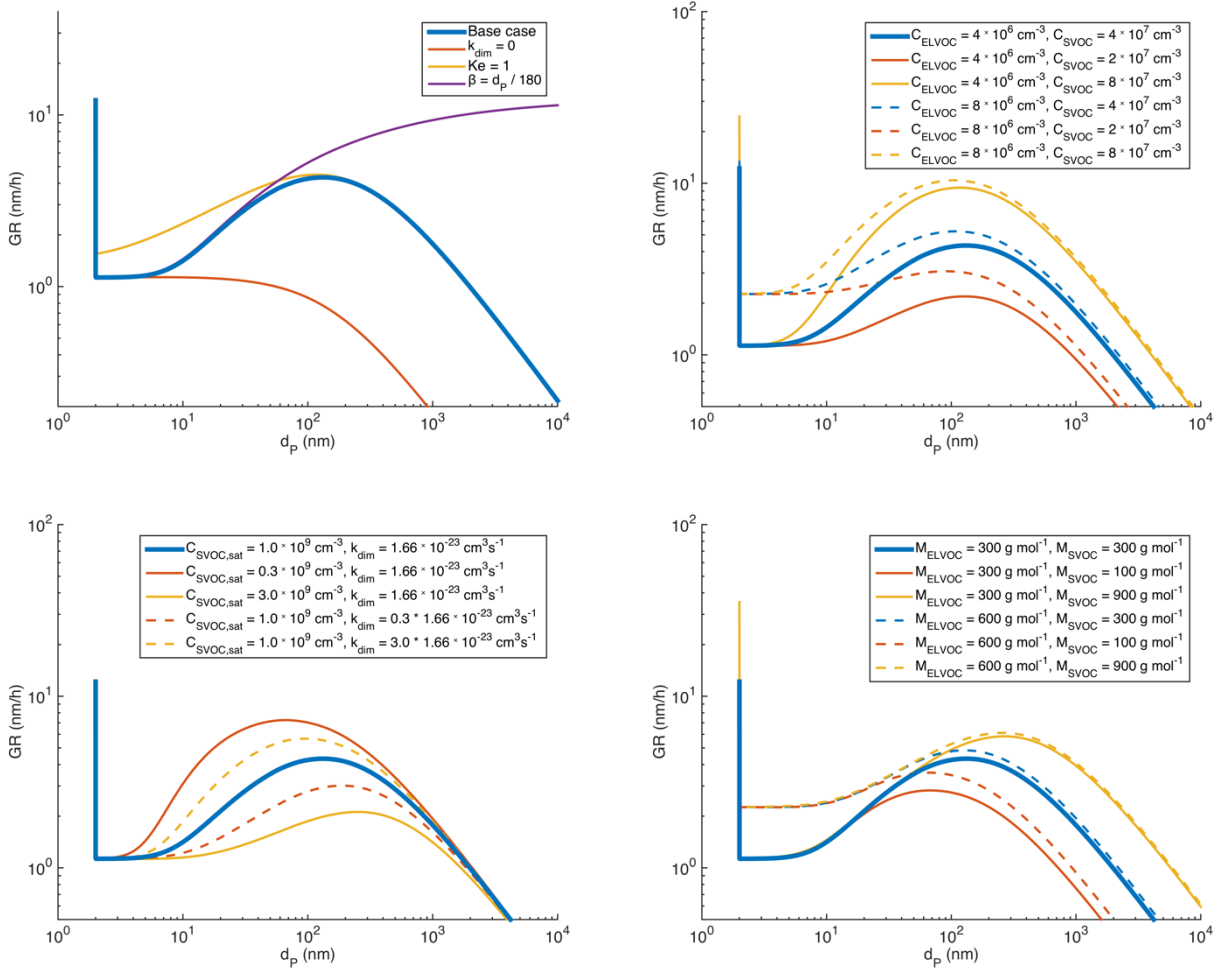 Base case
k_dim = 0
Ke = 1
β = d_P / 180
GR (nm/h)
10^1
10^0
10^0 10^1 10^2 10^3 10^4
d_P (nm)
C_ELVOC = 4 × 10^6 cm^-3, C_SVOC = 4 × 10^7 cm^-3
C_ELVOC = 4 × 10^6 cm^-3, C_SVOC = 2 × 10^7 cm^-3
C_ELVOC = 4 × 10^6 cm^-3, C_SVOC = 8 × 10^7 cm^-3
C_ELVOC = 8 × 10^6 cm^-3, C_SVOC = 4 × 10^7 cm^-3
C_ELVOC = 8 × 10^6 cm^-3, C_SVOC = 2 × 10^7 cm^-3
C_ELVOC = 8 × 10^6 cm^-3, C_SVOC = 8 × 10^7 cm^-3
GR (nm/h)
10^2
10^1
10^0
10^0 10^1 10^2 10^3 10^4
d_P (nm)
C_SVOC,sat = 1.0 × 10^9 cm^-3, k_dim = 1.66 × 10^-23 cm^3s^-1
C_SVOC,sat = 0.3 × 10^9 cm^-3, k_dim = 1.66 × 10^-23 cm^3s^-1
C_SVOC,sat = 3.0 × 10^9 cm^-3, k_dim = 1.66 × 10^-23 cm^3s^-1
C_SVOC,sat = 1.0 × 10^9 cm^-3, k_dim = 0.3 * 1.66 × 10^-23 cm^3s^-1
C_SVOC,sat = 1.0 × 10^9 cm^-3, k_dim = 3.0 * 1.66 × 10^-23 cm^3s^-1
GR (nm/h)
10^2
10^1
10^0
10^0 10^1 10^2 10^3 10^4
d_P (nm)
M_ELVOC = 300 g mol^-1, M_SVOC = 300 g mol^-1
M_ELVOC = 300 g mol^-1, M_SVOC = 100 g mol^-1
M_ELVOC = 300 g mol^-1, M_SVOC = 900 g mol^-1
M_ELVOC = 600 g mol^-1, M_SVOC = 300 g mol^-1
M_ELVOC = 600 g mol^-1, M_SVOC = 100 g mol^-1
M_ELVOC = 600 g mol^-1, M_SVOC = 900 g mol^-1
GR (nm/h)
10^2
10^1
10^0
10^0 10^1 10^2 10^3 10^4
d_P (nm)